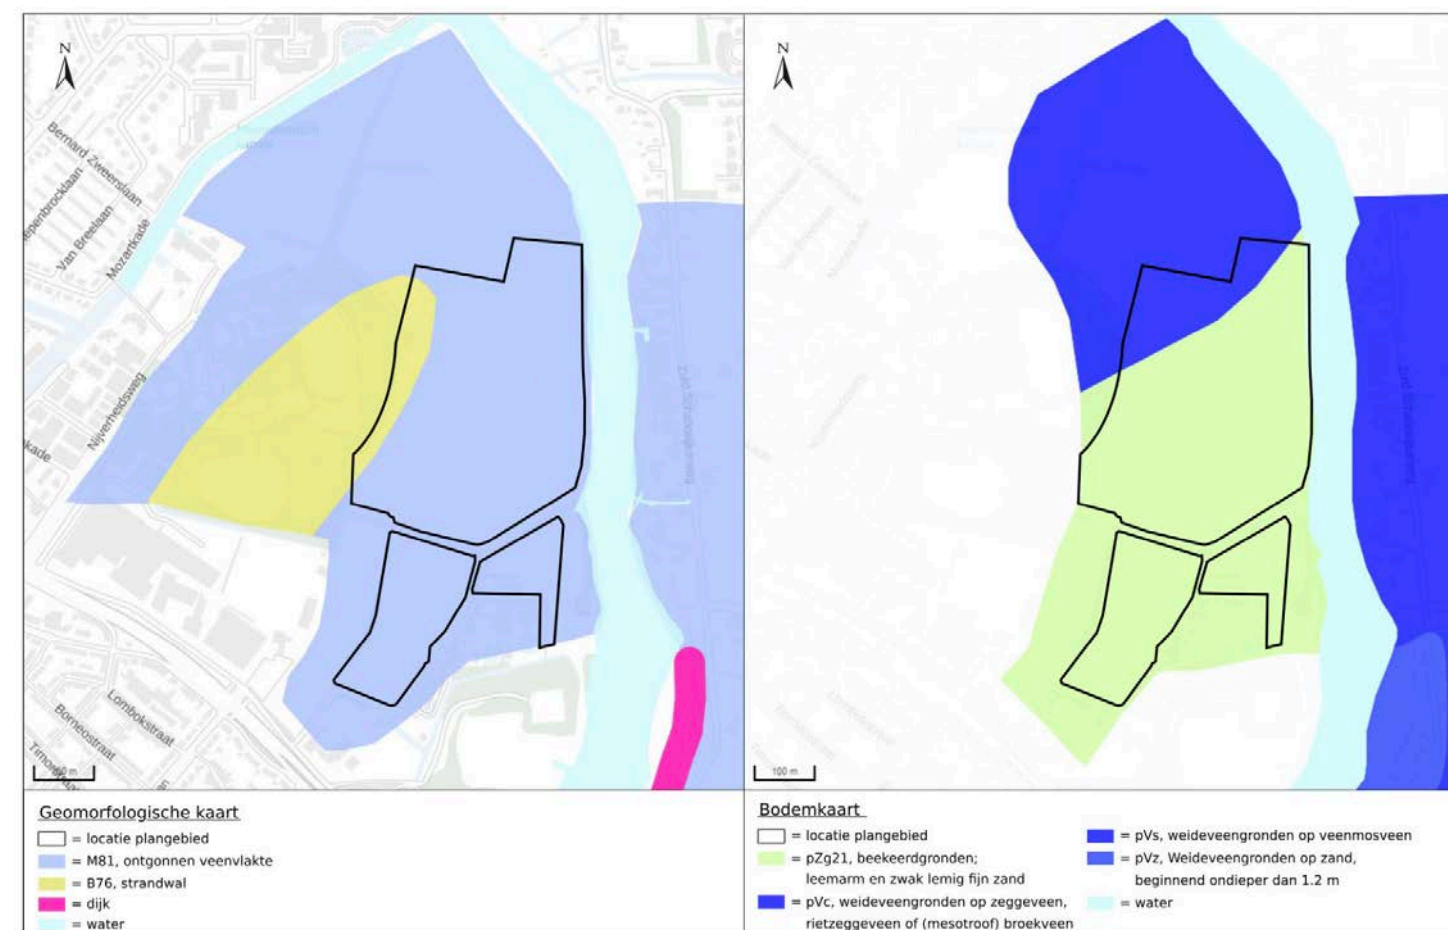 N
Bernard Zweerslaan
Van Breelaan
Mozartkade
Nijverheidsweg
Lombokstraat
Borneostraat
N
100 m
Geomorfologische kaart
= locatie plangebied
= M81, ontgonnen veenvlakte
= B76, strandwal
= dijk
= water
Bodemkaart
= locatie plangebied
= pZg21, beekeerdgronden;
leemarm en zwak lemig fijn zand
= pVc, weideveengronden op zeggeveen,
rietzeggeveen of (mesotroof) broekveen
= pVs, weideveengronden op veenmosveen
= pVz, Weideveengronden op zand,
beginnend ondieper dan 1.2 m
= water